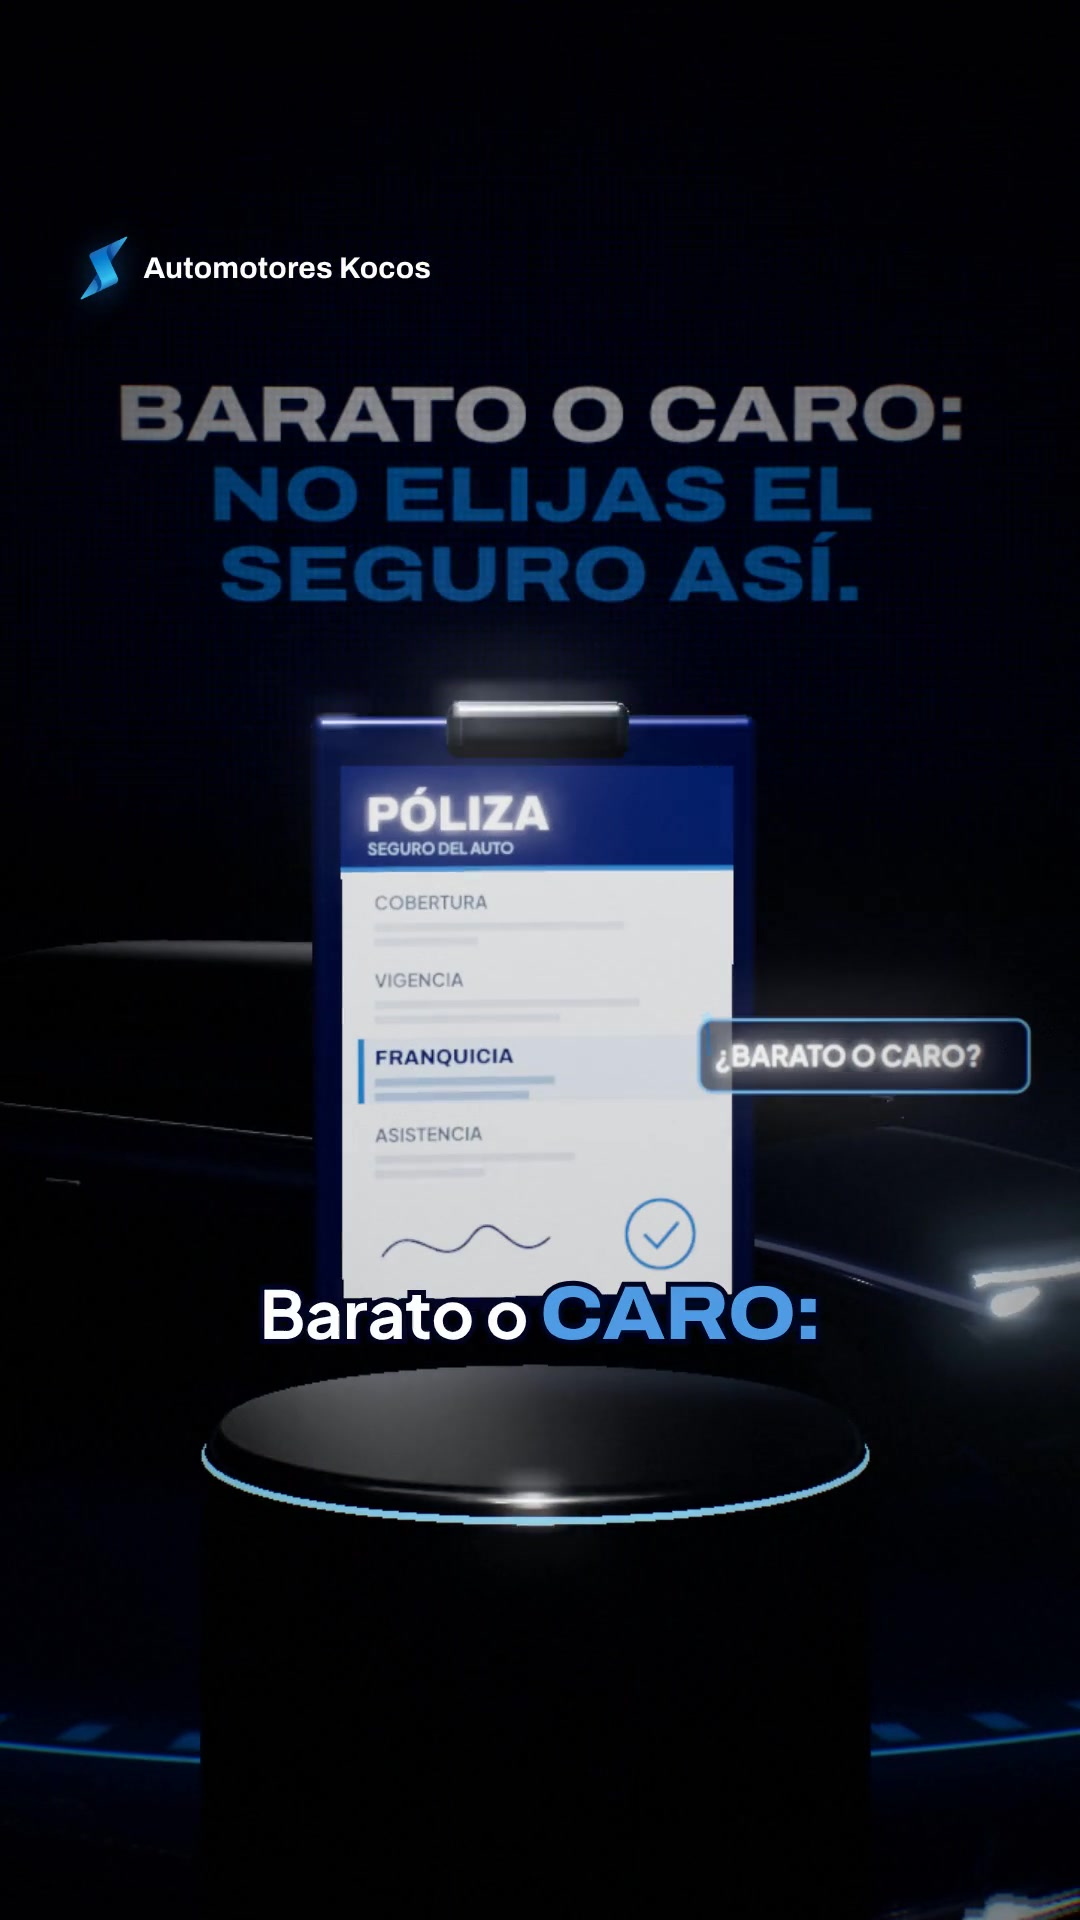 Automotores Kocos
BARATO O CARO:
NO ELIJAS EL
SEGURO ASÍ.
PÓLIZA
SEGURO DEL AUTO
COBERTURA
VIGENCIA
FRANQUICIA
¿BARATO O CARO?
ASISTENCIA
Barato o CARO: